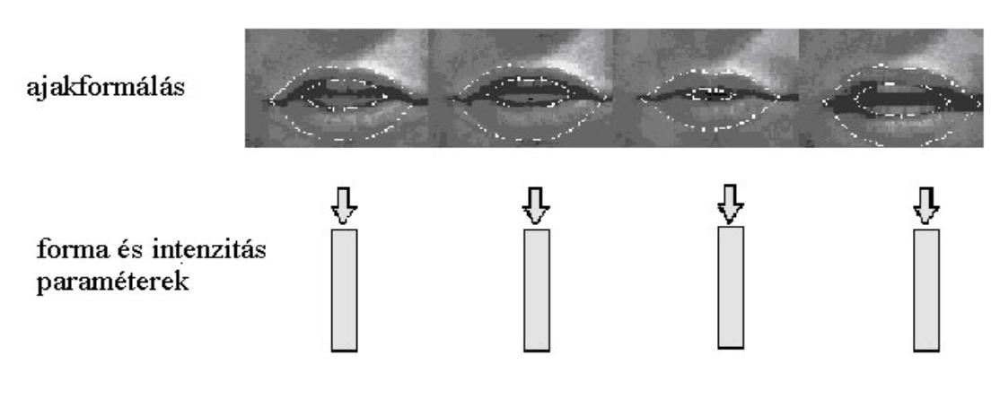 ajakformálás
forma és intenzitás
paraméterek